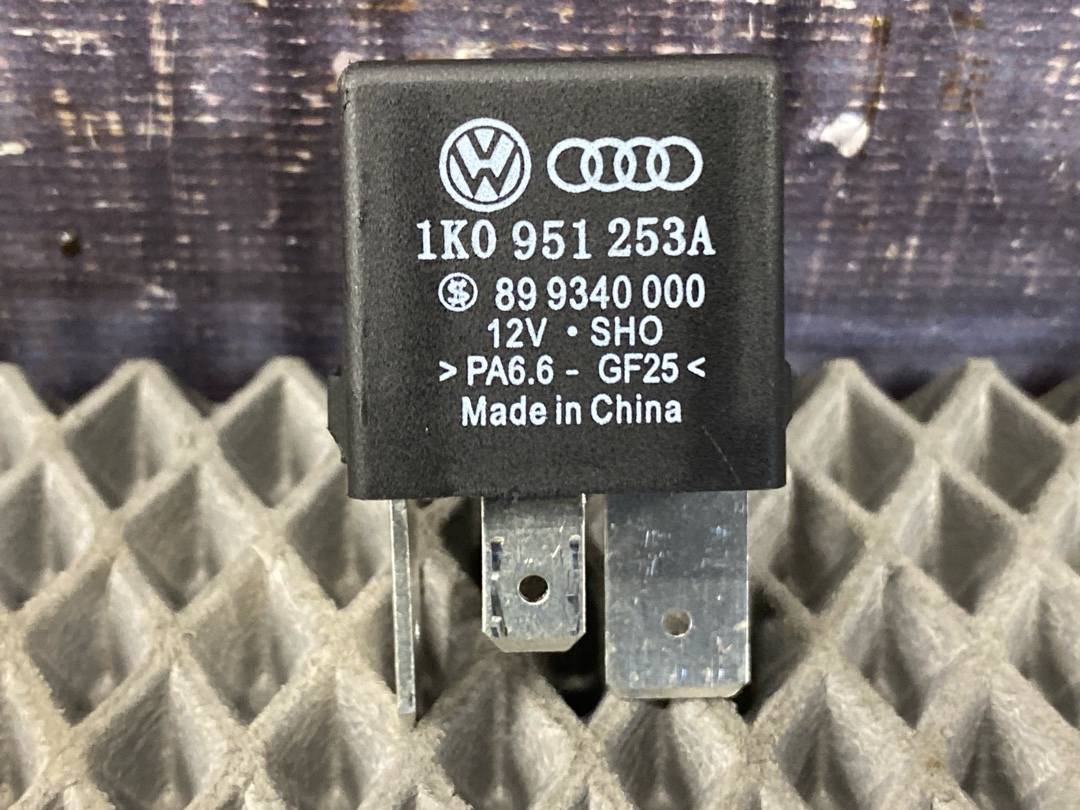 1K0 951 253A
89 9340 000
12V • SHO
>PA6.6 - GF25<
Made in China